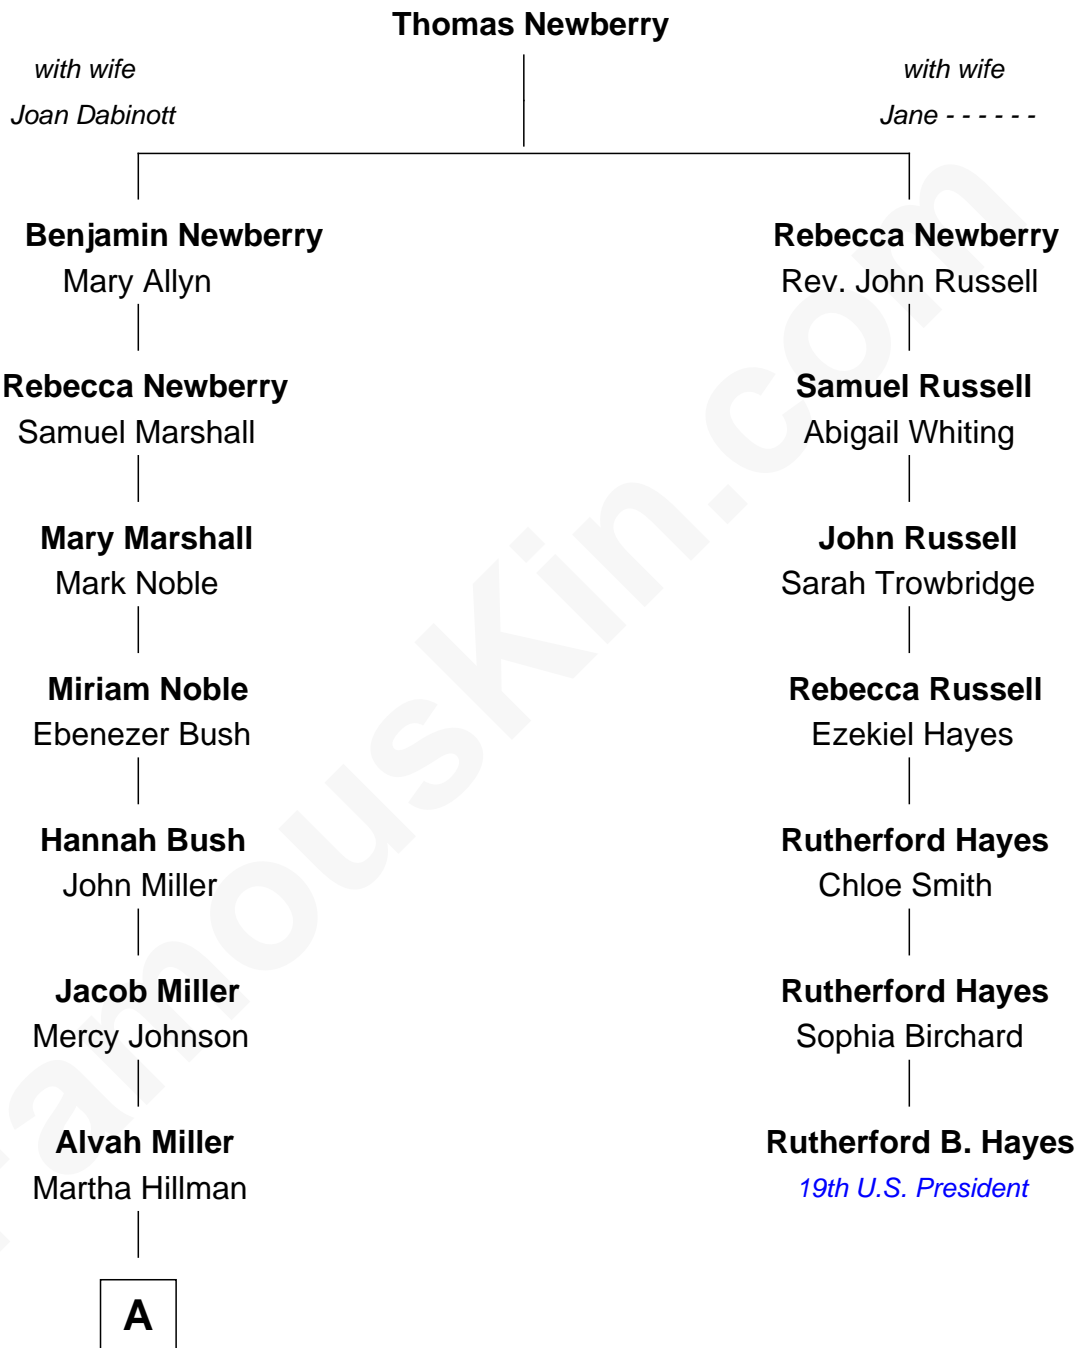 Thomas Newberry
with wife
Joan Dabinott
with wife
Jane - - - - - -
Benjamin Newberry
Mary Allyn
Rebecca Newberry
Rev. John Russell
Rebecca Newberry
Samuel Marshall
Samuel Russell
Abigail Whiting
Mary Marshall
Mark Noble
John Russell
Sarah Trowbridge
Miriam Noble
Ebenezer Bush
Rebecca Russell
Ezekiel Hayes
Hannah Bush
John Miller
Rutherford Hayes
Chloe Smith
Jacob Miller
Mercy Johnson
Rutherford Hayes
Sophia Birchard
Alvah Miller
Martha Hillman
Rutherford B. Hayes
19th U.S. President
A
FamousKin.com